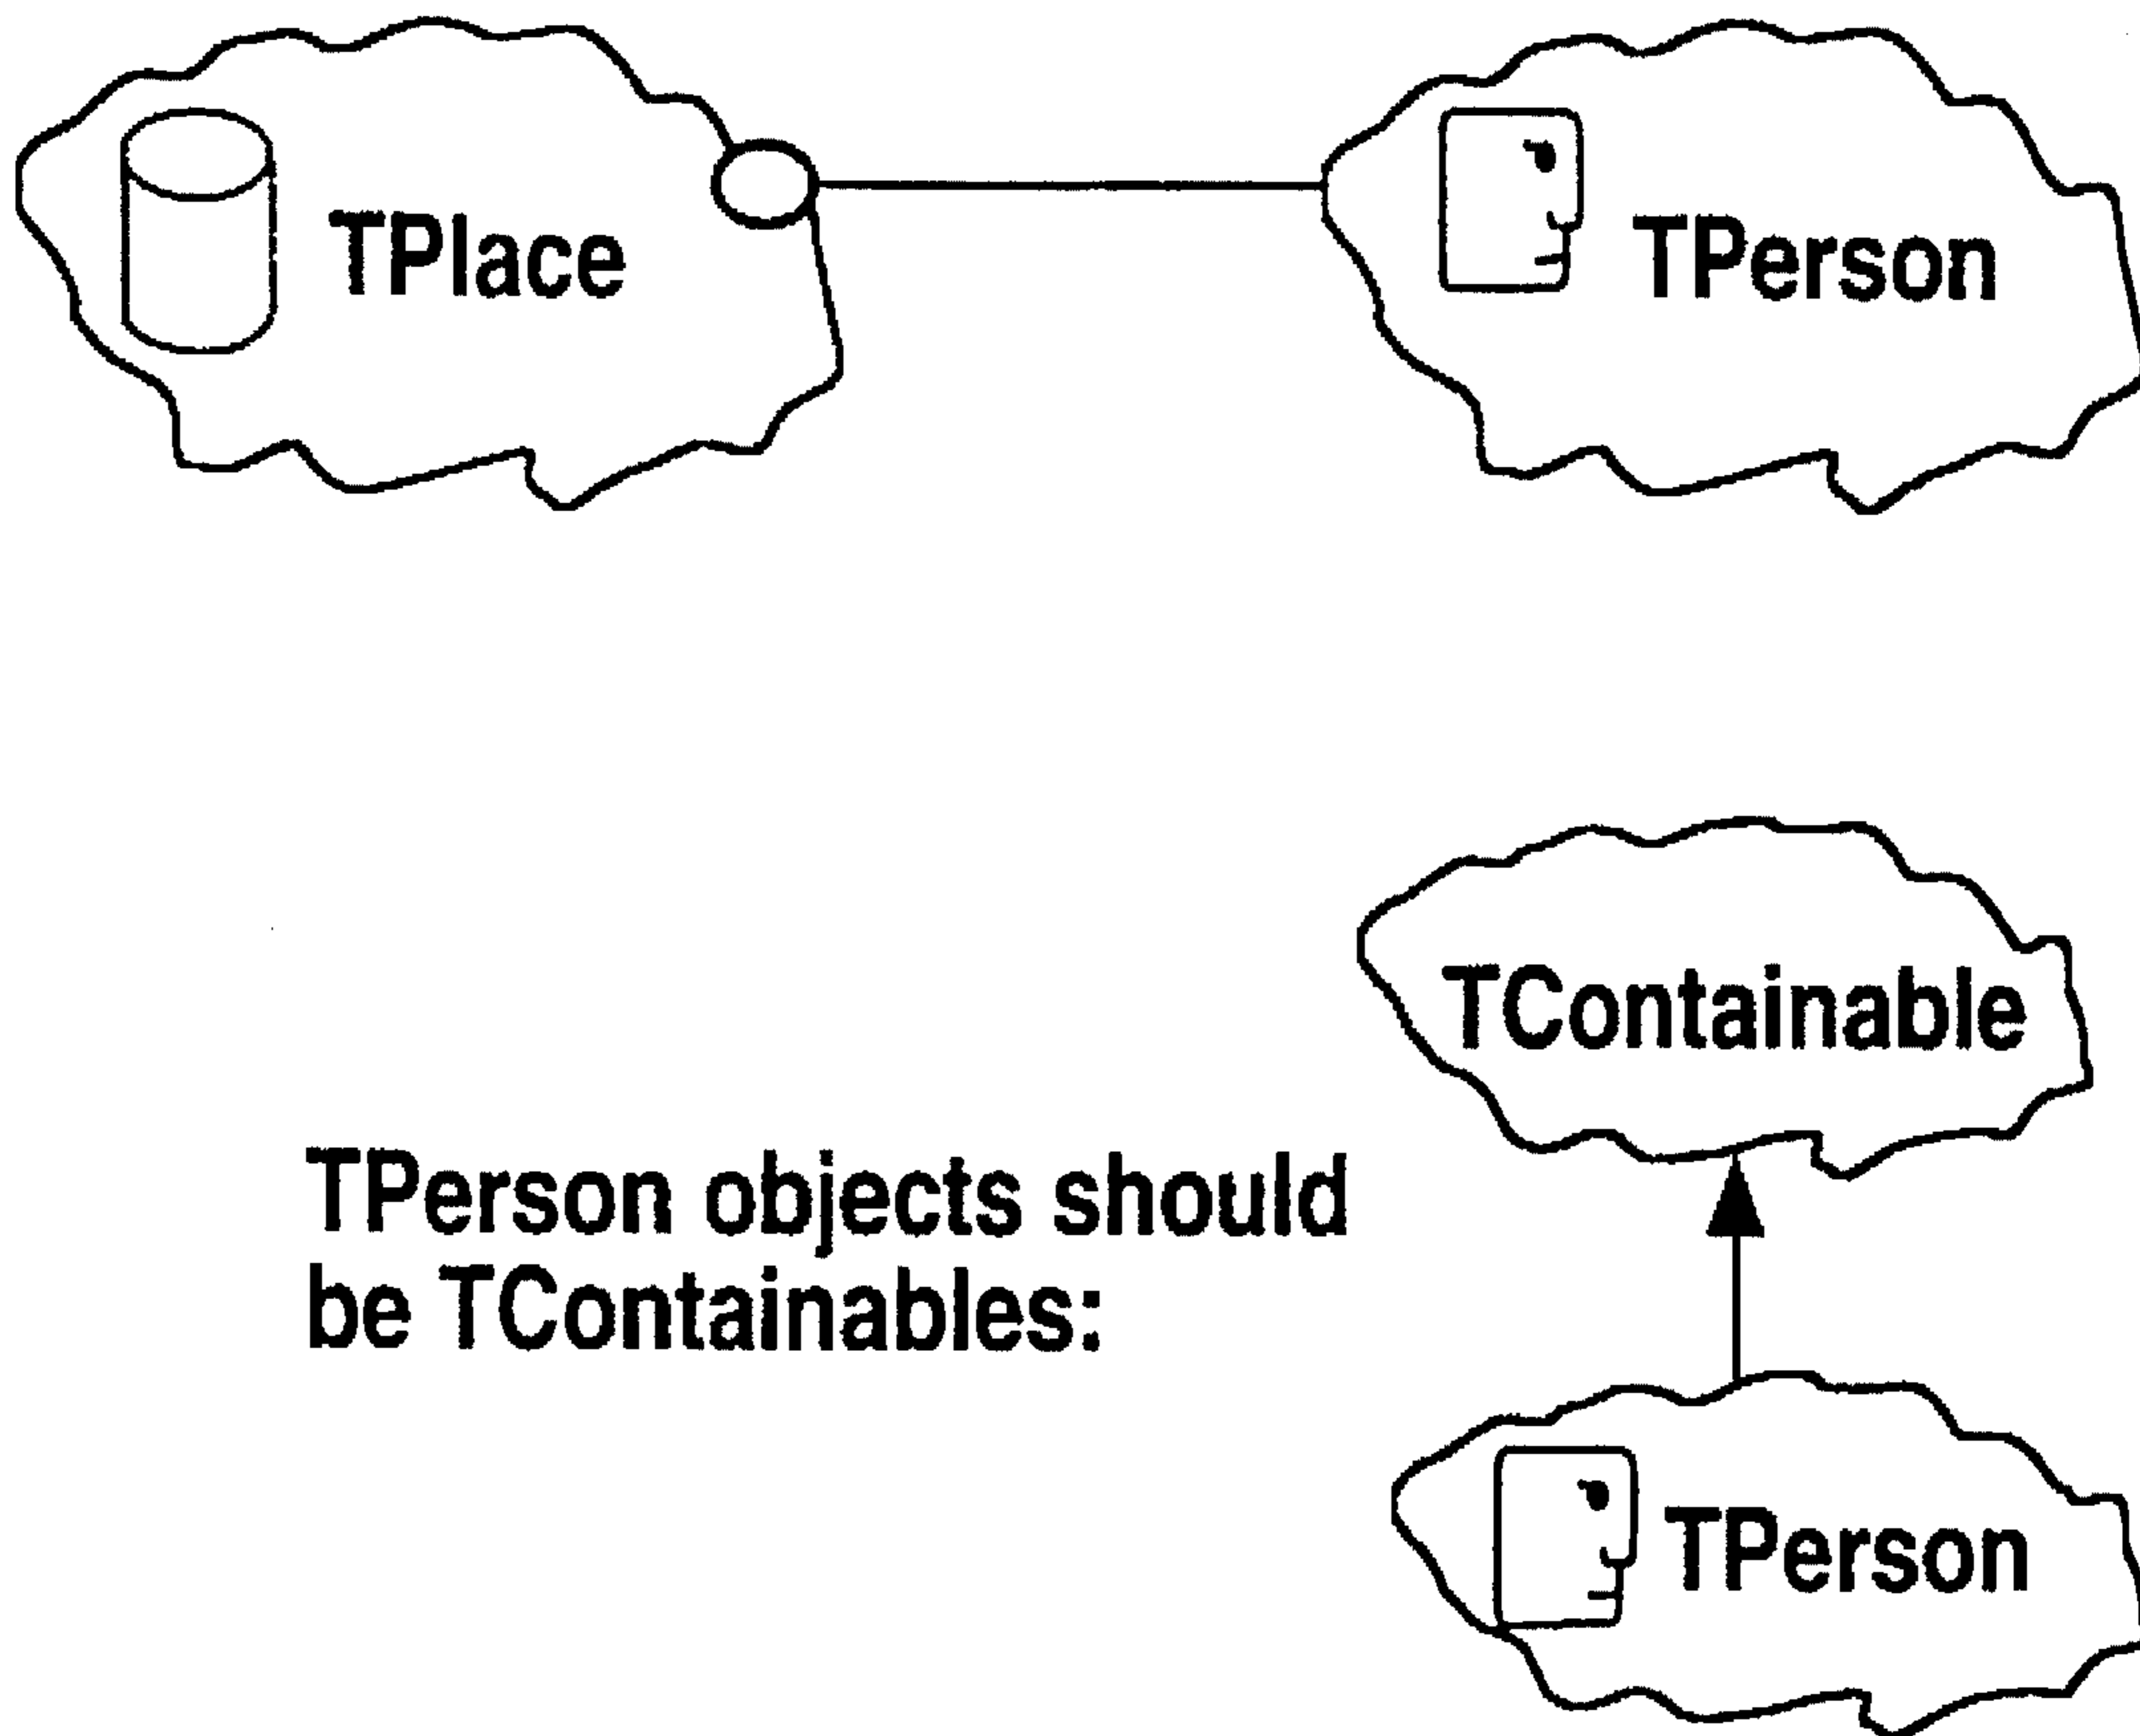 TPlace
TPerson
TContainable
TPerson objects should
be TContainables:
TPerson